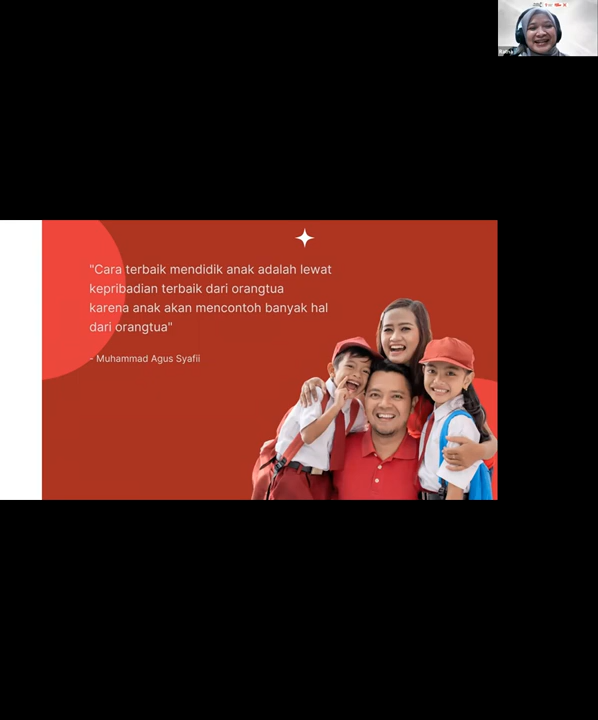 "Cara terbaik mendidik anak adalah lewat
kepribadian terbaik dari orangtua
karena anak akan mencontoh banyak hal
dari orangtua"
- Muhammad Agus Syafii